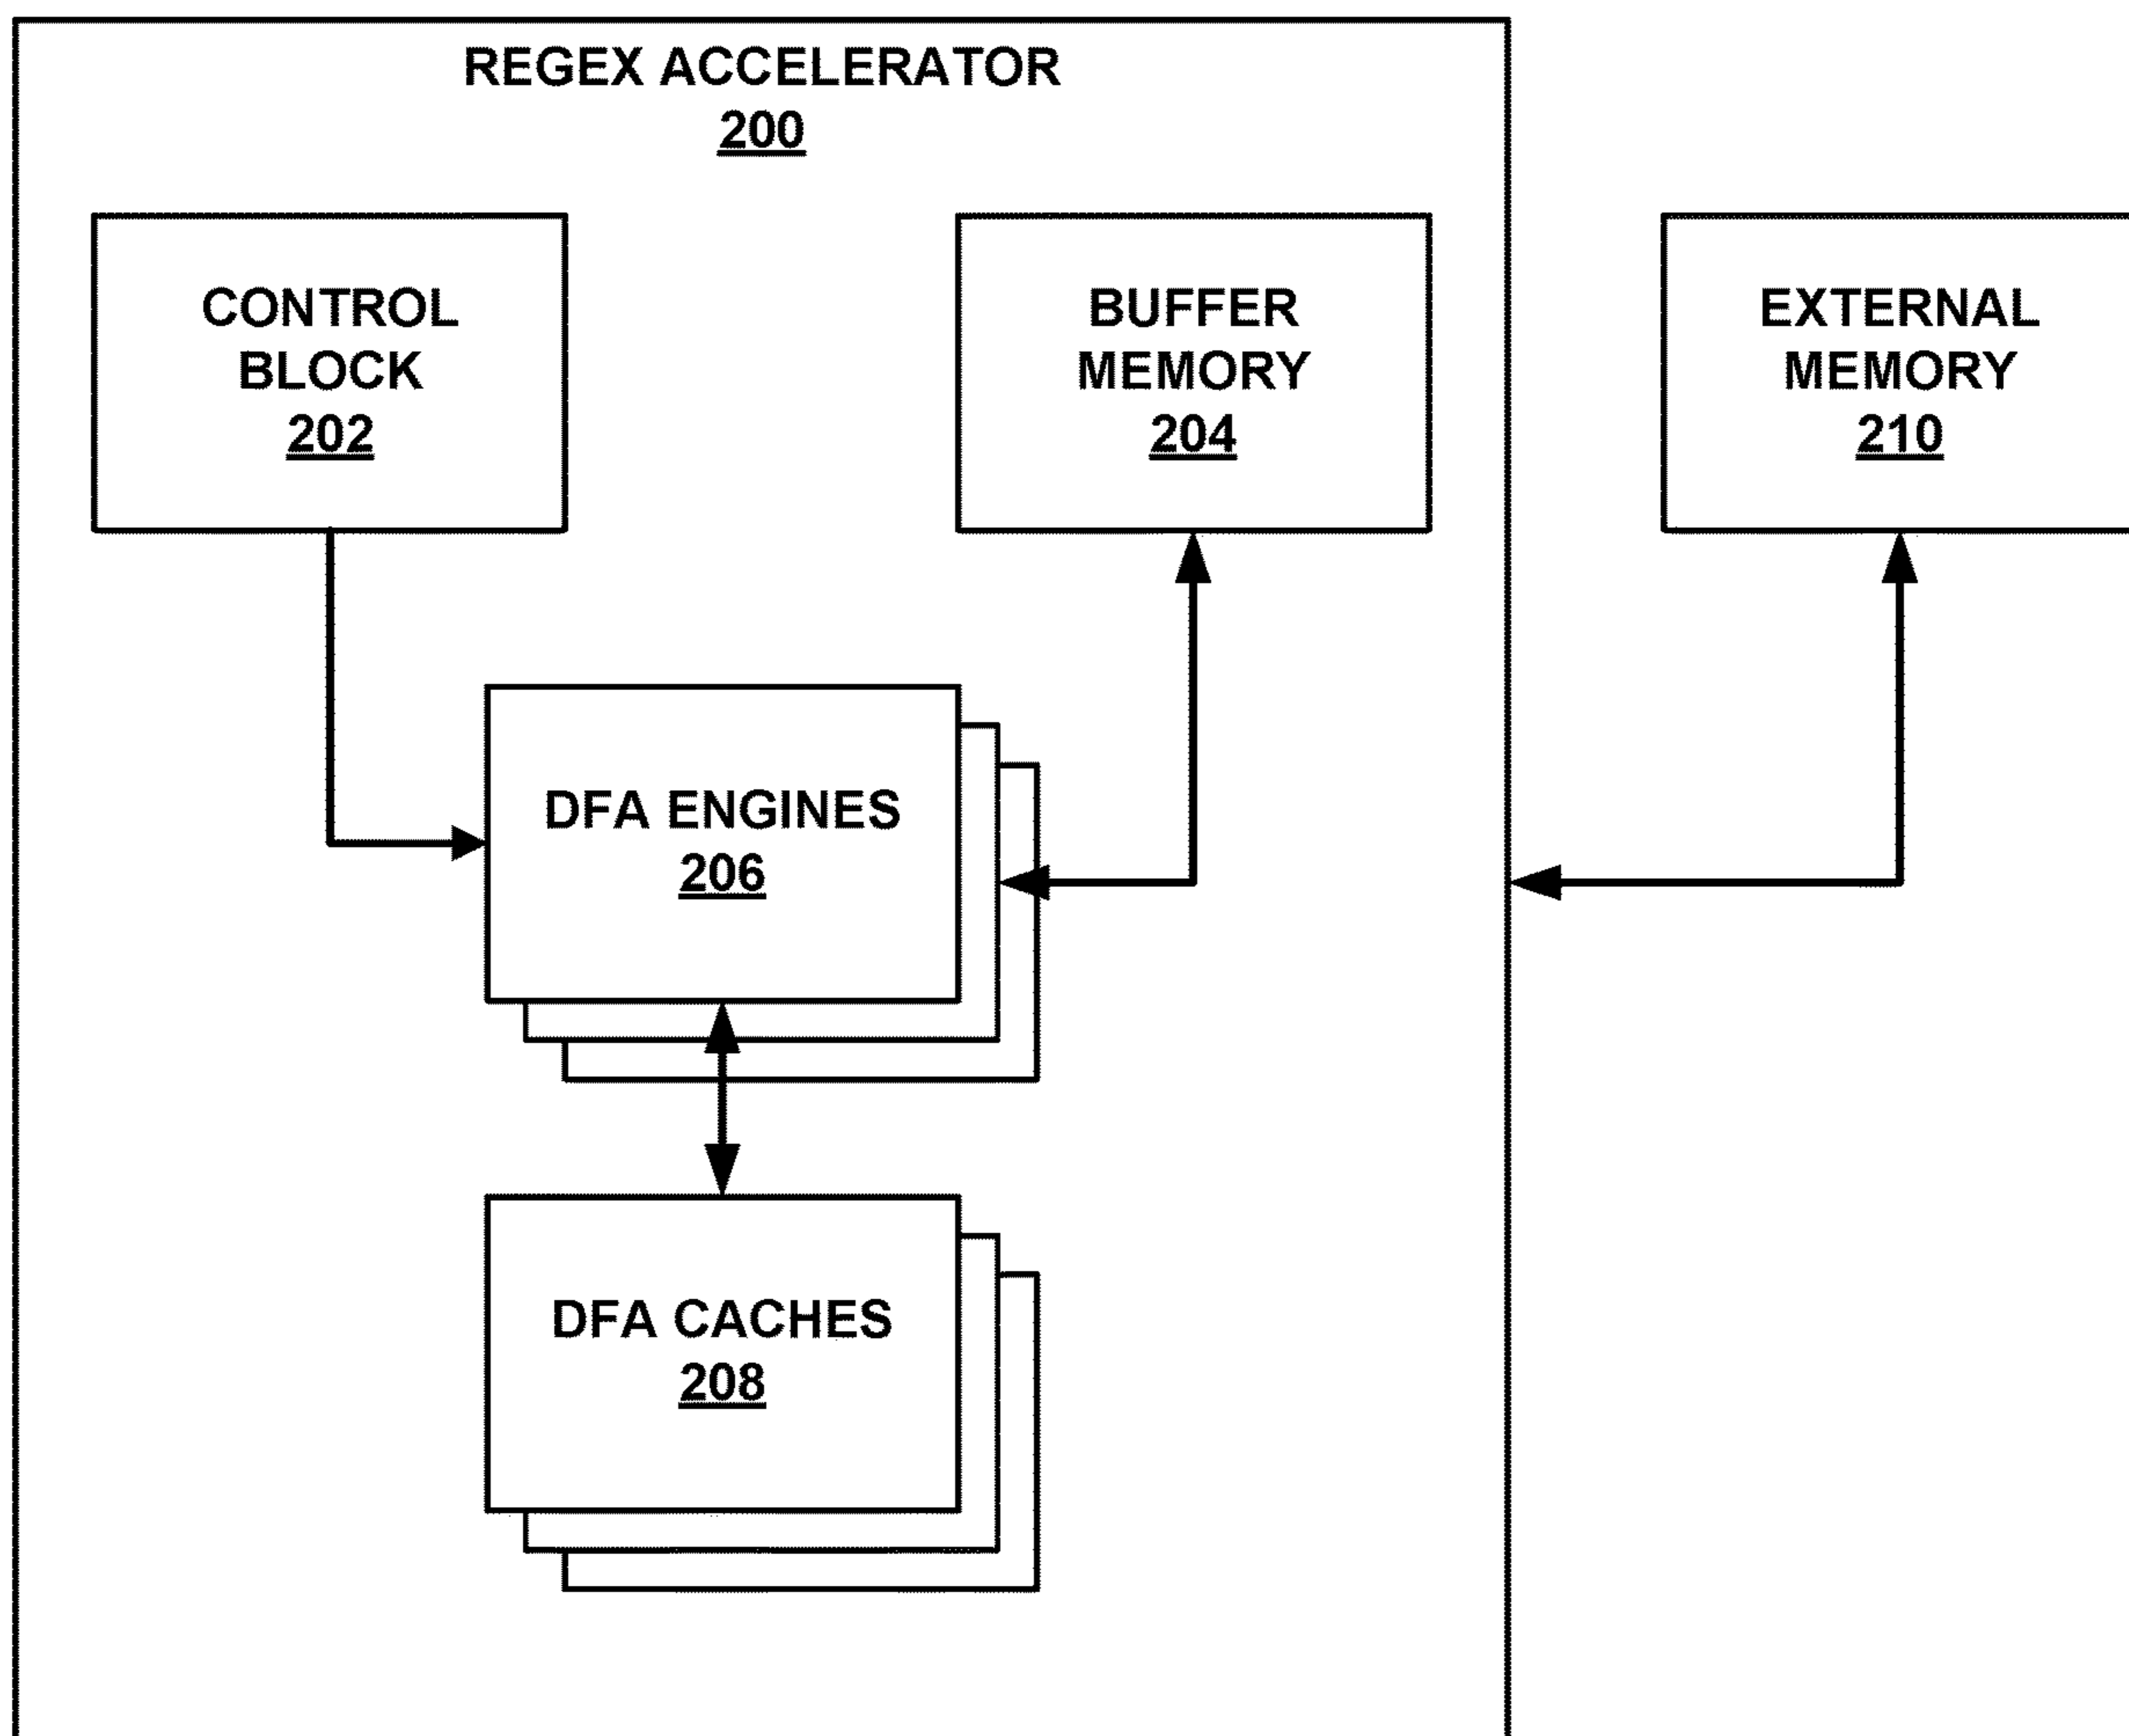 REGEX ACCELERATOR
200
CONTROL
BLOCK
202
BUFFER
MEMORY
204
EXTERNAL
MEMORY
210
DFA ENGINES
206
DFA CACHES
208